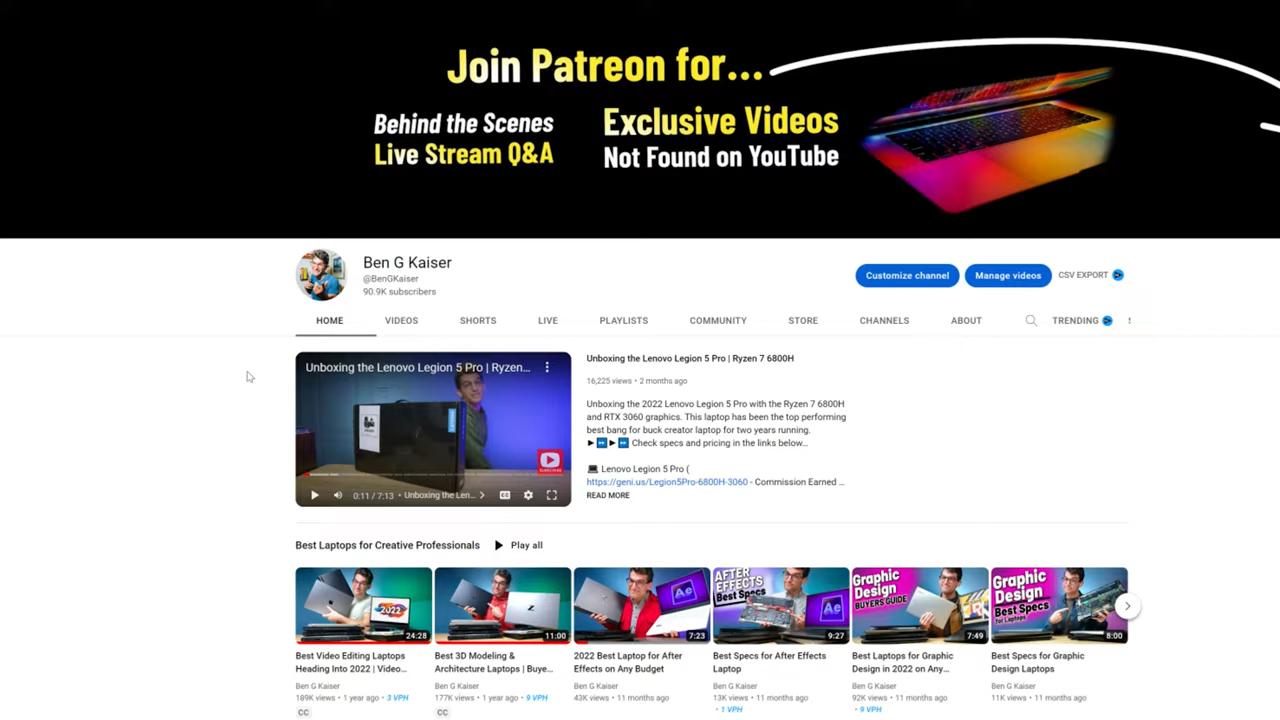 Join Patreon for...
Behind the Scenes
Live Stream Q&A
Exclusive Videos
Not Found on YouTube
Ben G Kaiser
@BenGKaiser
90.9K subscribers
Customize channel
Manage videos
CSV EXPORT
HOME
VIDEOS
SHORTS
LIVE
PLAYLISTS
COMMUNITY
STORE
CHANNELS
ABOUT
TRENDING
Unboxing the Lenovo Legion 5 Pro | Ryzen...
SUBSCRIBE
0:11 / 7:13 • Unboxing the Len...
Unboxing the Lenovo Legion 5 Pro | Ryzen 7 6800H
16,225 views • 2 months ago
Unboxing the 2022 Lenovo Legion 5 Pro with the Ryzen 7 6800H
and RTX 3060 graphics. This laptop has been the top performing
best bang for buck creator laptop for two years running.
►⏩►⏩ Check specs and pricing in the links below...
💻 Lenovo Legion 5 Pro (
https://geni.us/Legion5Pro-6800H-3060 - Commission Earned ...
READ MORE
Best Laptops for Creative Professionals
Play all
2022
24:28
Best Video Editing Laptops
Heading Into 2022 | Video...
Ben G Kaiser
189K views • 1 year ago • 3 VPH
CC
11:00
Best 3D Modeling &
Architecture Laptops | Buye...
Ben G Kaiser
177K views • 1 year ago • 9 VPH
CC
Ae
7:23
2022 Best Laptop for After
Effects on Any Budget
Ben G Kaiser
43K views • 11 months ago
AFTER
EFFECTS
Best Specs
Ae
9:27
Best Specs for After Effects
Laptop
Ben G Kaiser
13K views • 11 months ago
• 1 VPH
Graphic
Design
BUYERS GUIDE
7:49
Best Laptops for Graphic
Design in 2022 on Any...
Ben G Kaiser
92K views • 11 months ago
• 9 VPH
Graphic
Design
Best Specs
for Laptops
8:00
Best Specs for Graphic
Design Laptops
Ben G Kaiser
11K views • 11 months ago